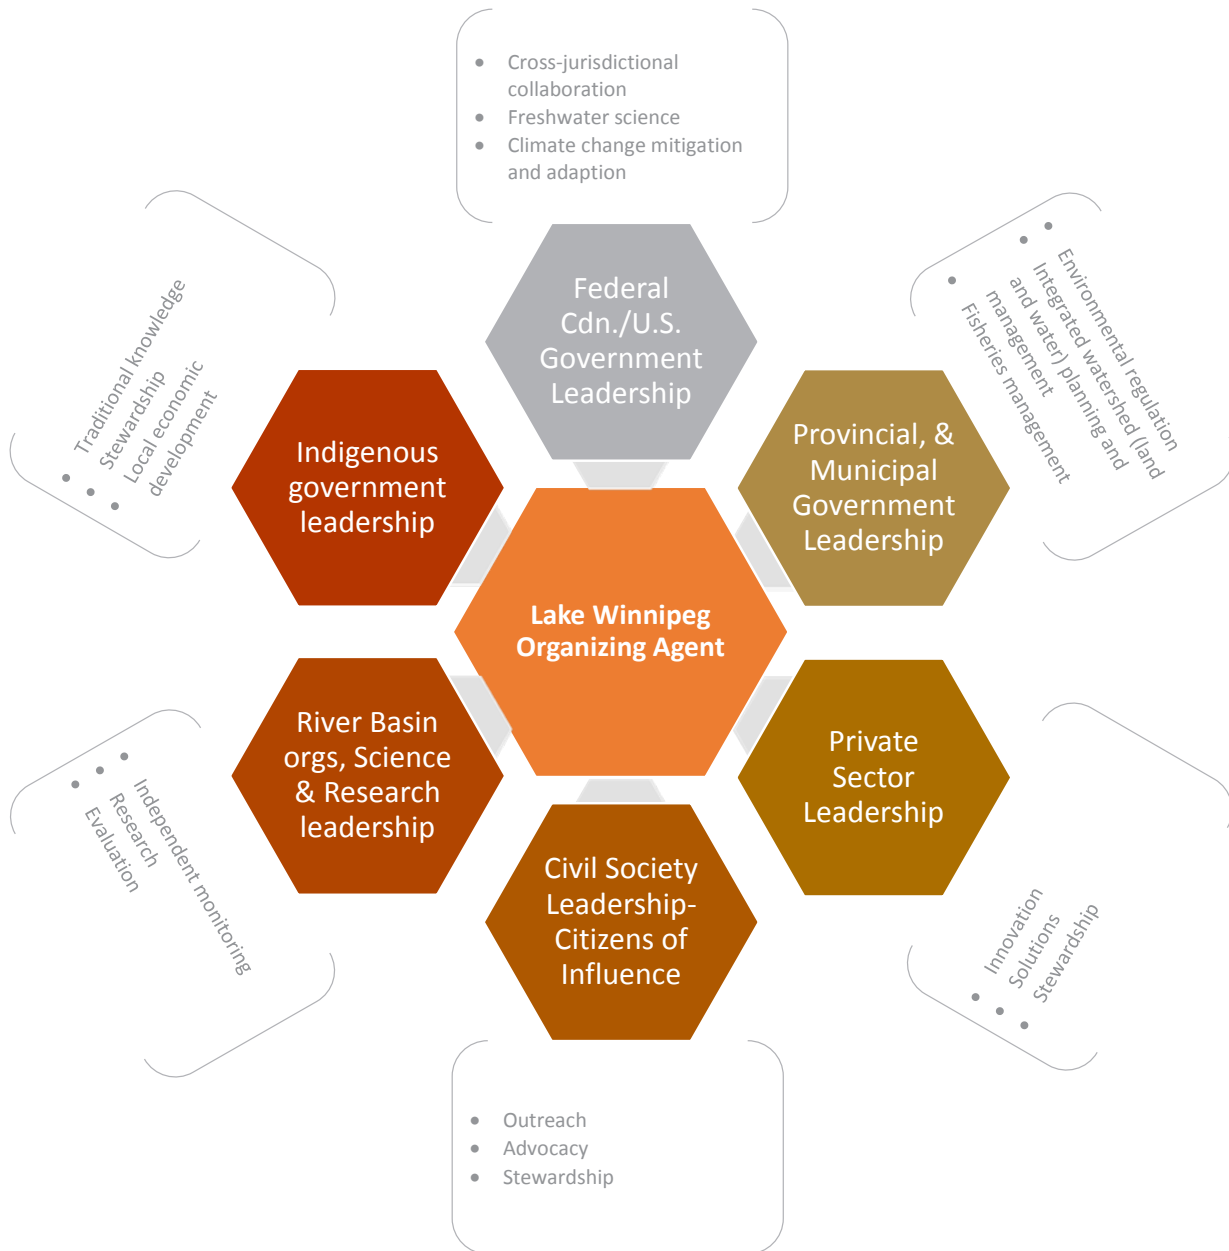 • Cross-jurisdictional
collaboration
• Freshwater science
• Climate change mitigation
and adaption
Federal
Cdn./U.S.
Government
Leadership
• Environmental regulation
• Integrated watershed (land
and water) planning and
management
• Fisheries management
Provincial, &
Municipal
Government
Leadership
• Traditional knowledge
• Stewardship
• Local economic
development
Indigenous
government
leadership
Lake Winnipeg
Organizing Agent
River Basin
orgs, Science
& Research
leadership
• Independent monitoring
• Research
• Evaluation
Private
Sector
Leadership
• Innovation
• Solutions
• Stewardship
Civil Society
Leadership-
Citizens of
Influence
• Outreach
• Advocacy
• Stewardship